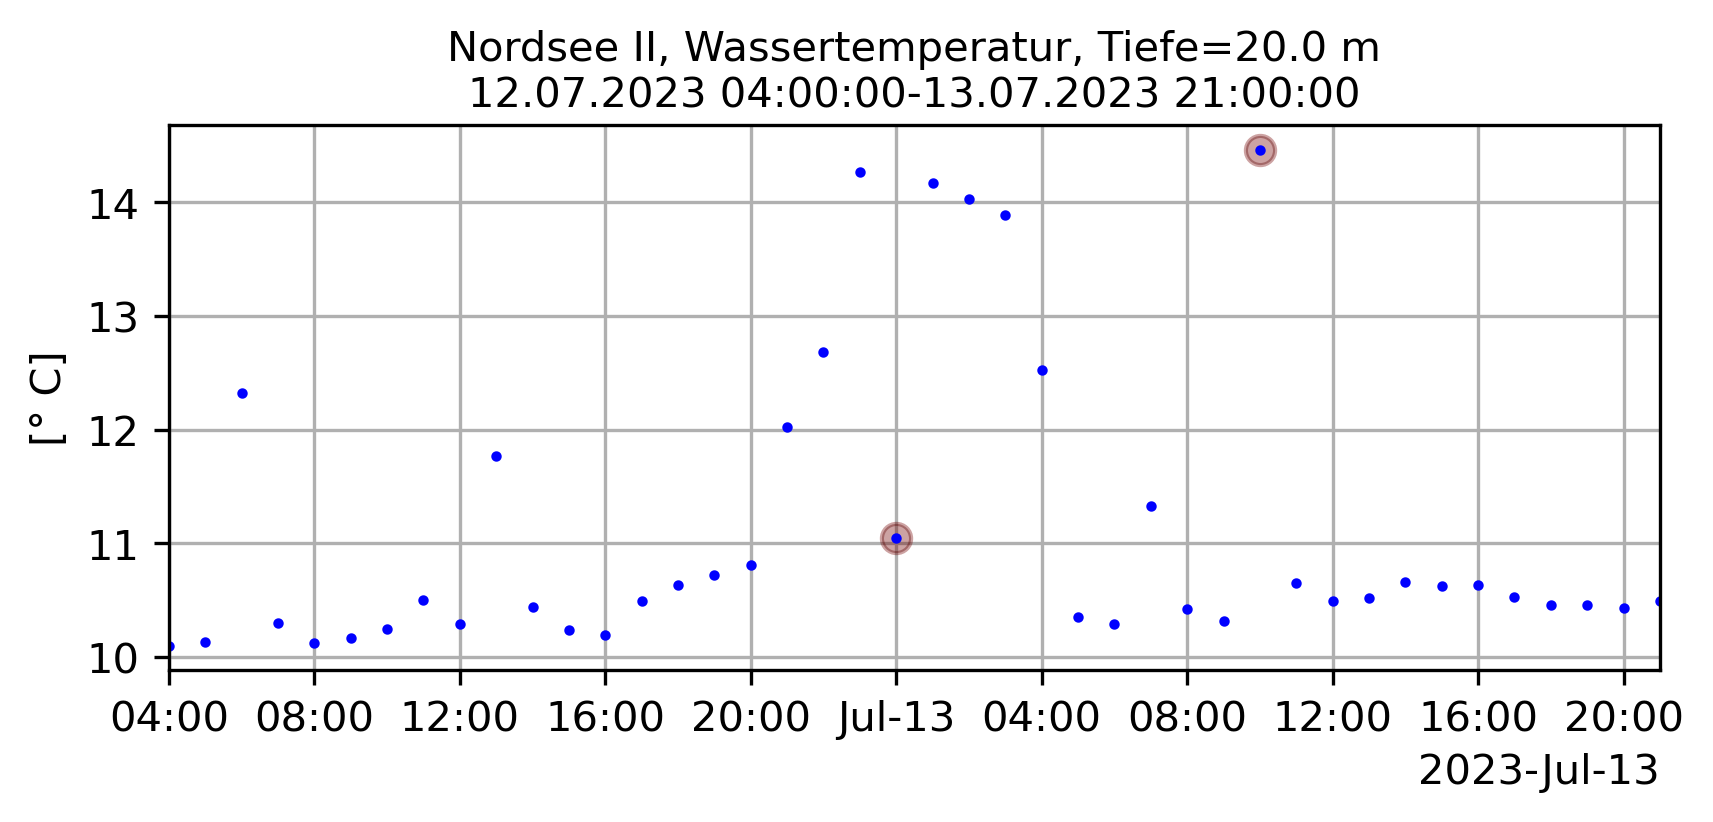 Nordsee II, Wassertemperatur, Tiefe=20.0 m
12.07.2023 04:00:00-13.07.2023 21:00:00
[° C]
14
13
12
11
10
04:00 08:00 12:00 16:00 20:00 Jul-13 04:00 08:00 12:00 16:00 20:00
2023-Jul-13